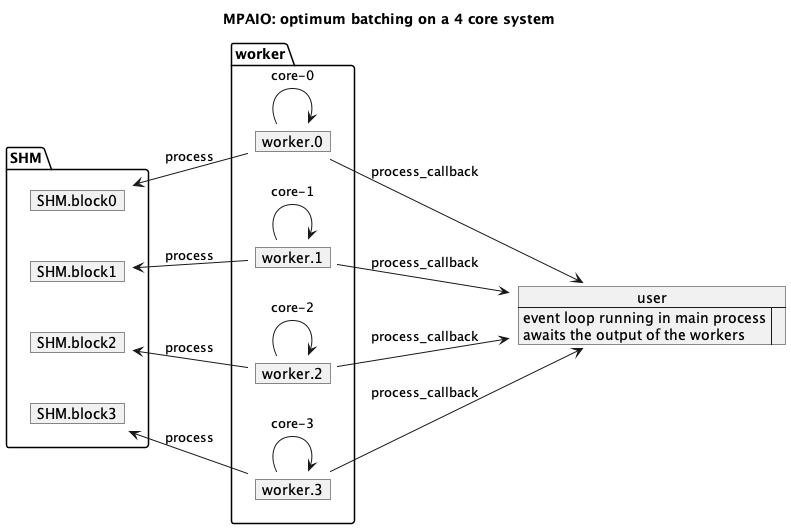 MPAIO: optimum batching on a 4 core system
worker
core-0
worker.0
SHM
process
process_callback
SHM.block0
core-1
worker.1
process
process_callback
SHM.block1
user
event loop running in main process
awaits the output of the workers
core-2
worker.2
process
process_callback
SHM.block2
process_callback
SHM.block3
core-3
process
worker.3